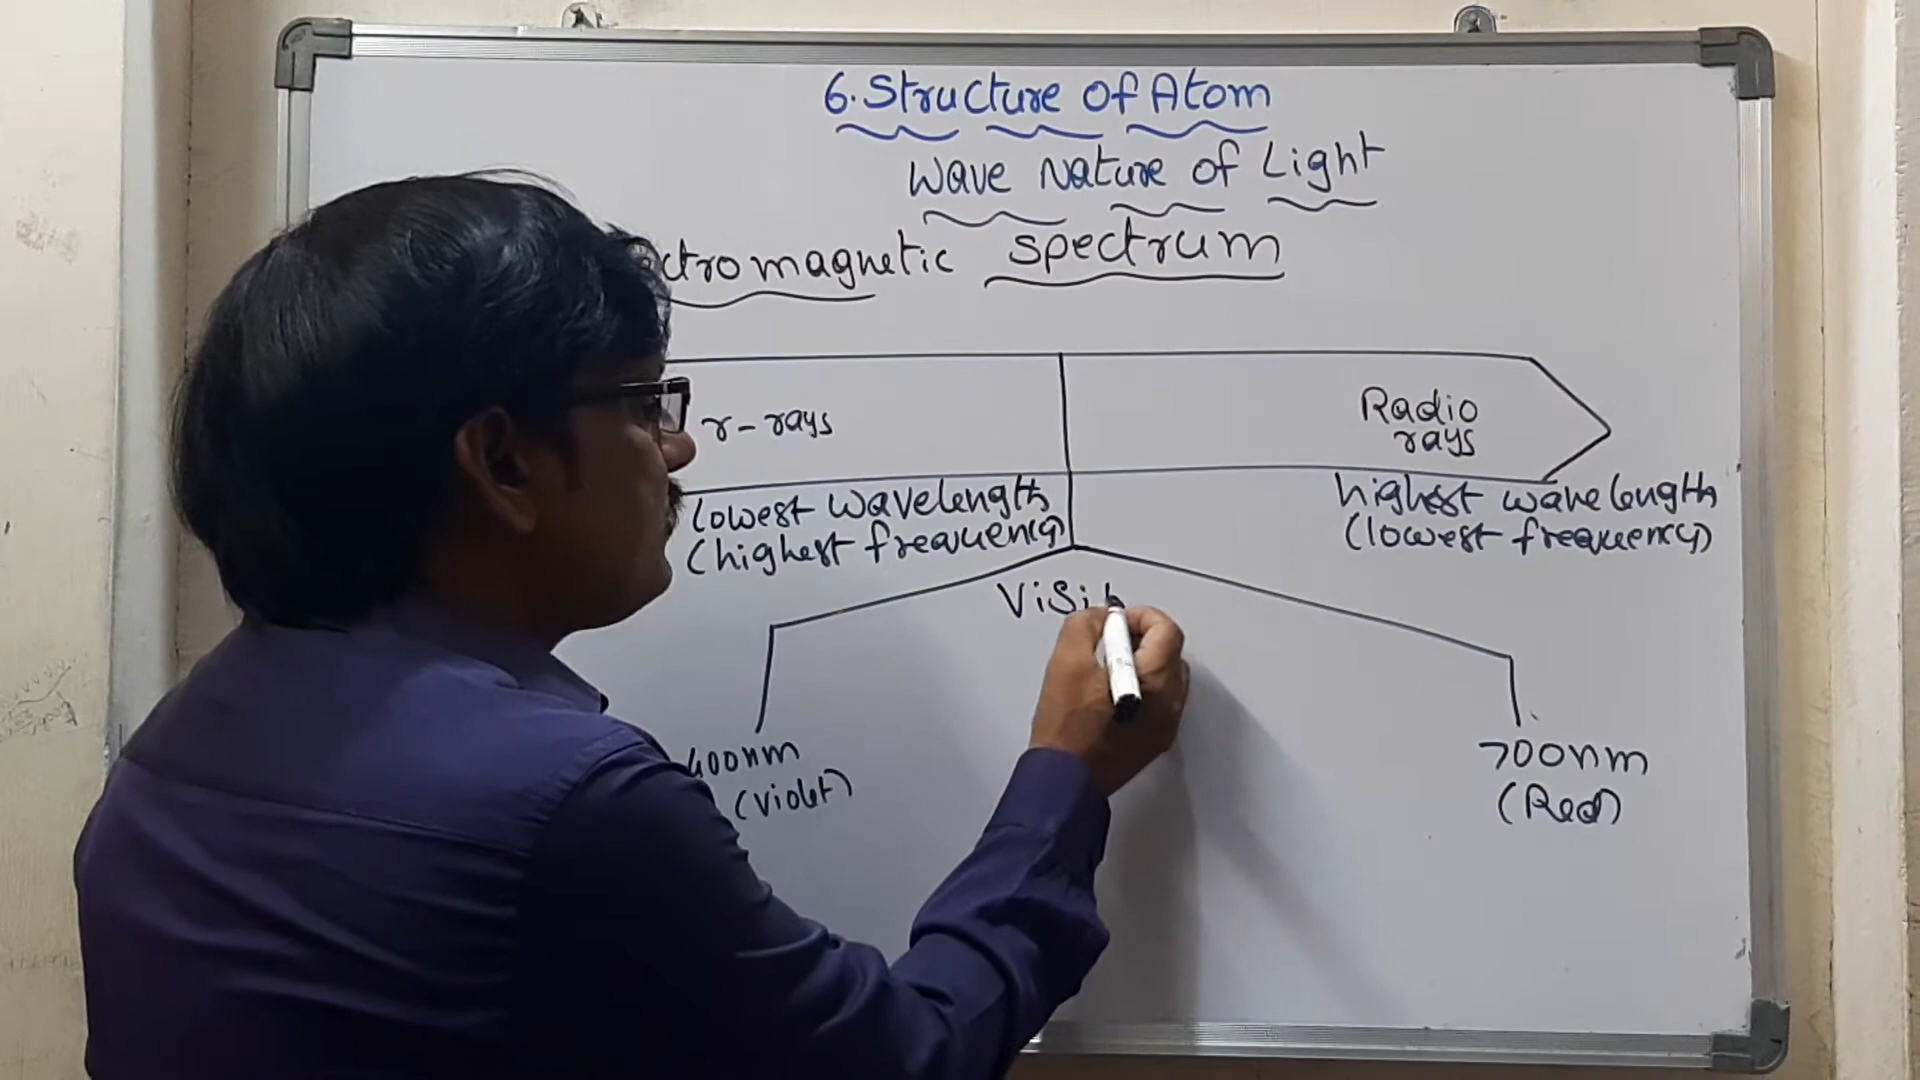 6. Structure of Atom
Wave Nature of Light
ctromagnetic spectrum
r-rays
Radio
rays
lowest wavelength
(highest frequency)
highest wavelength
(lowest frequency)
Visib
400nm
(Violet)
700nm
(Red)